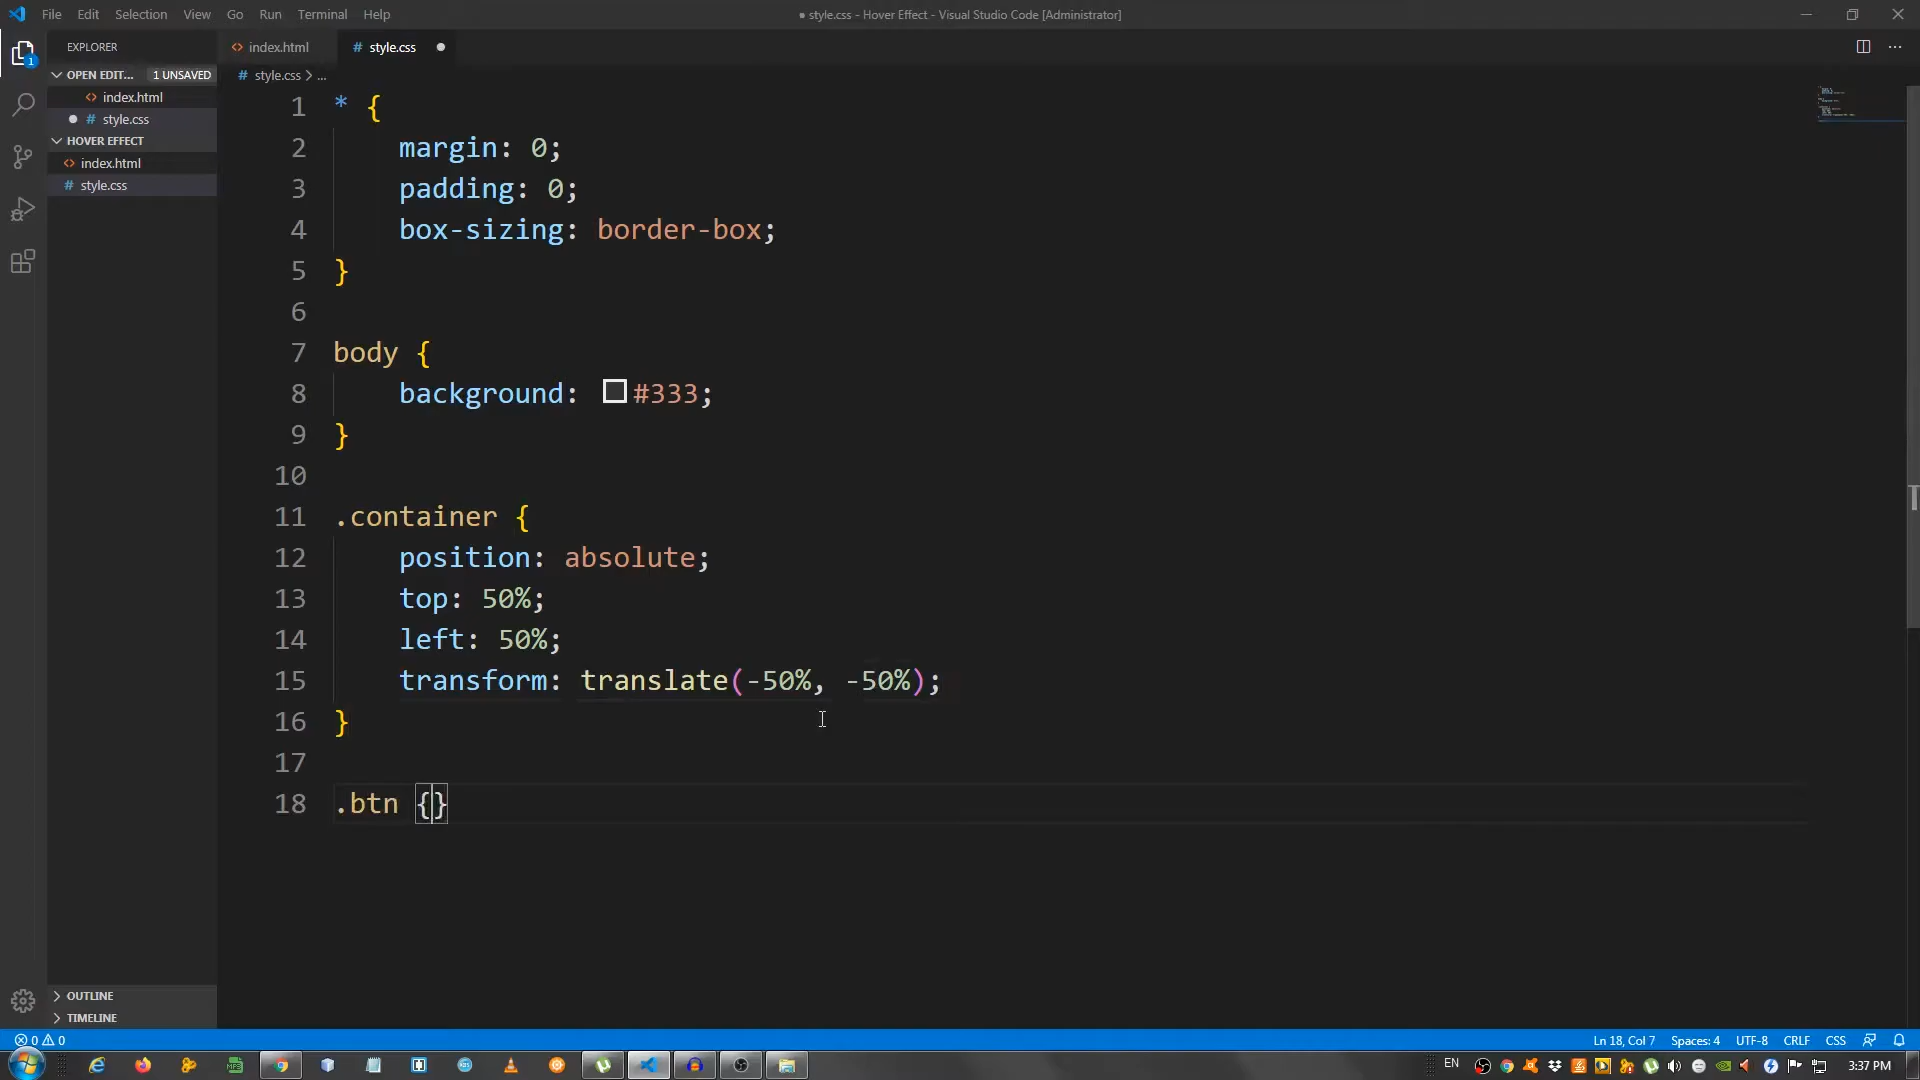 File Edit Selection View Go Run Terminal Help
● style.css - Hover Effect - Visual Studio Code [Administrator]
EXPLORER
index.html
# style.css
OPEN EDIT... 1 UNSAVED
# style.css > ...
index.html
# style.css
HOVER EFFECT
index.html
# style.css
1 * {
2 margin: 0;
3 padding: 0;
4 box-sizing: border-box;
5 }
6
7 body {
8 background: #333;
9 }
10
11 .container {
12 position: absolute;
13 top: 50%;
14 left: 50%;
15 transform: translate(-50%, -50%);
16 }
17
18 .btn {}
OUTLINE
TIMELINE
0 0
Ln 18, Col 7 Spaces: 4 UTF-8 CRLF CSS
EN
3:37 PM